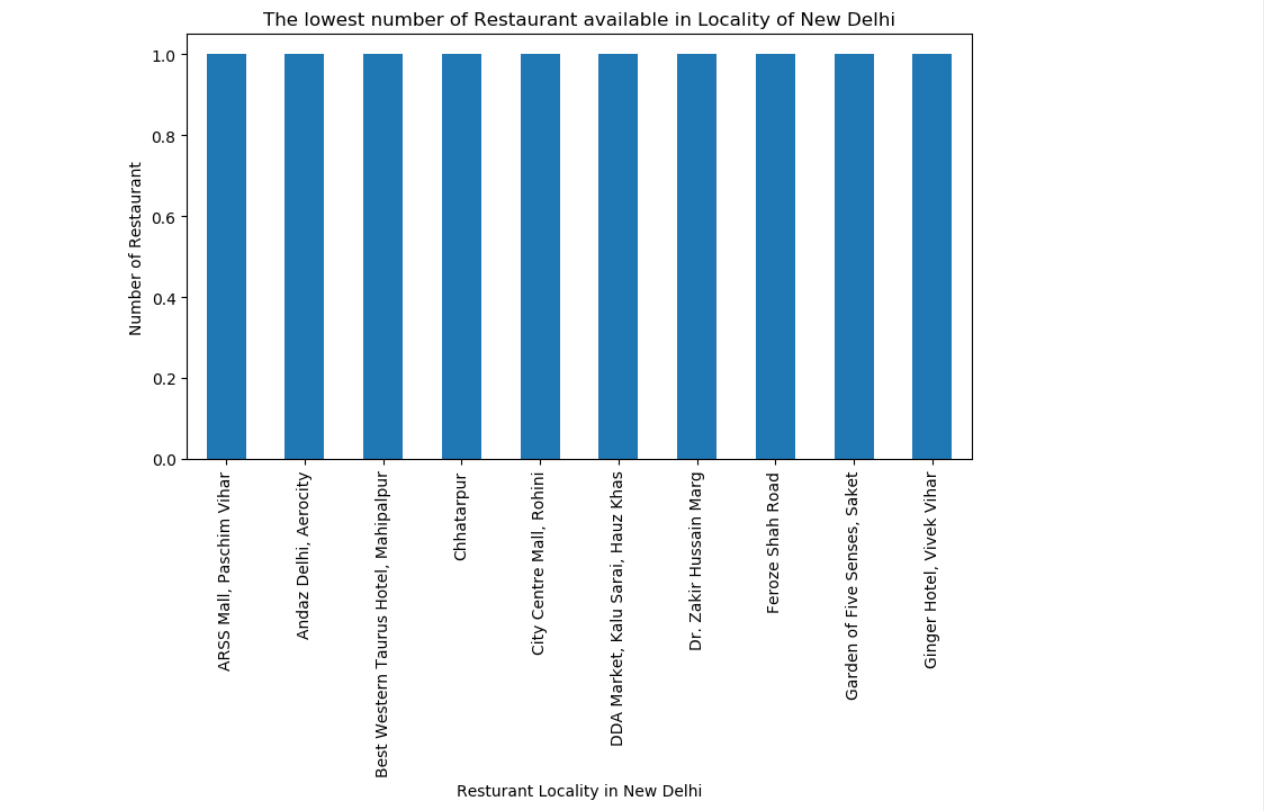 The lowest number of Restaurant available in Locality of New Delhi
Number of Restaurant
1.0
0.8
0.6
0.4
0.2
0.0
ARSS Mall, Paschim Vihar
Andaz Delhi, Aerocity
Best Western Taurus Hotel, Mahipalpur
Chhatarpur
City Centre Mall, Rohini
DDA Market, Kalu Sarai, Hauz Khas
Dr. Zakir Hussain Marg
Feroze Shah Road
Garden of Five Senses, Saket
Ginger Hotel, Vivek Vihar
Resturant Locality in New Delhi